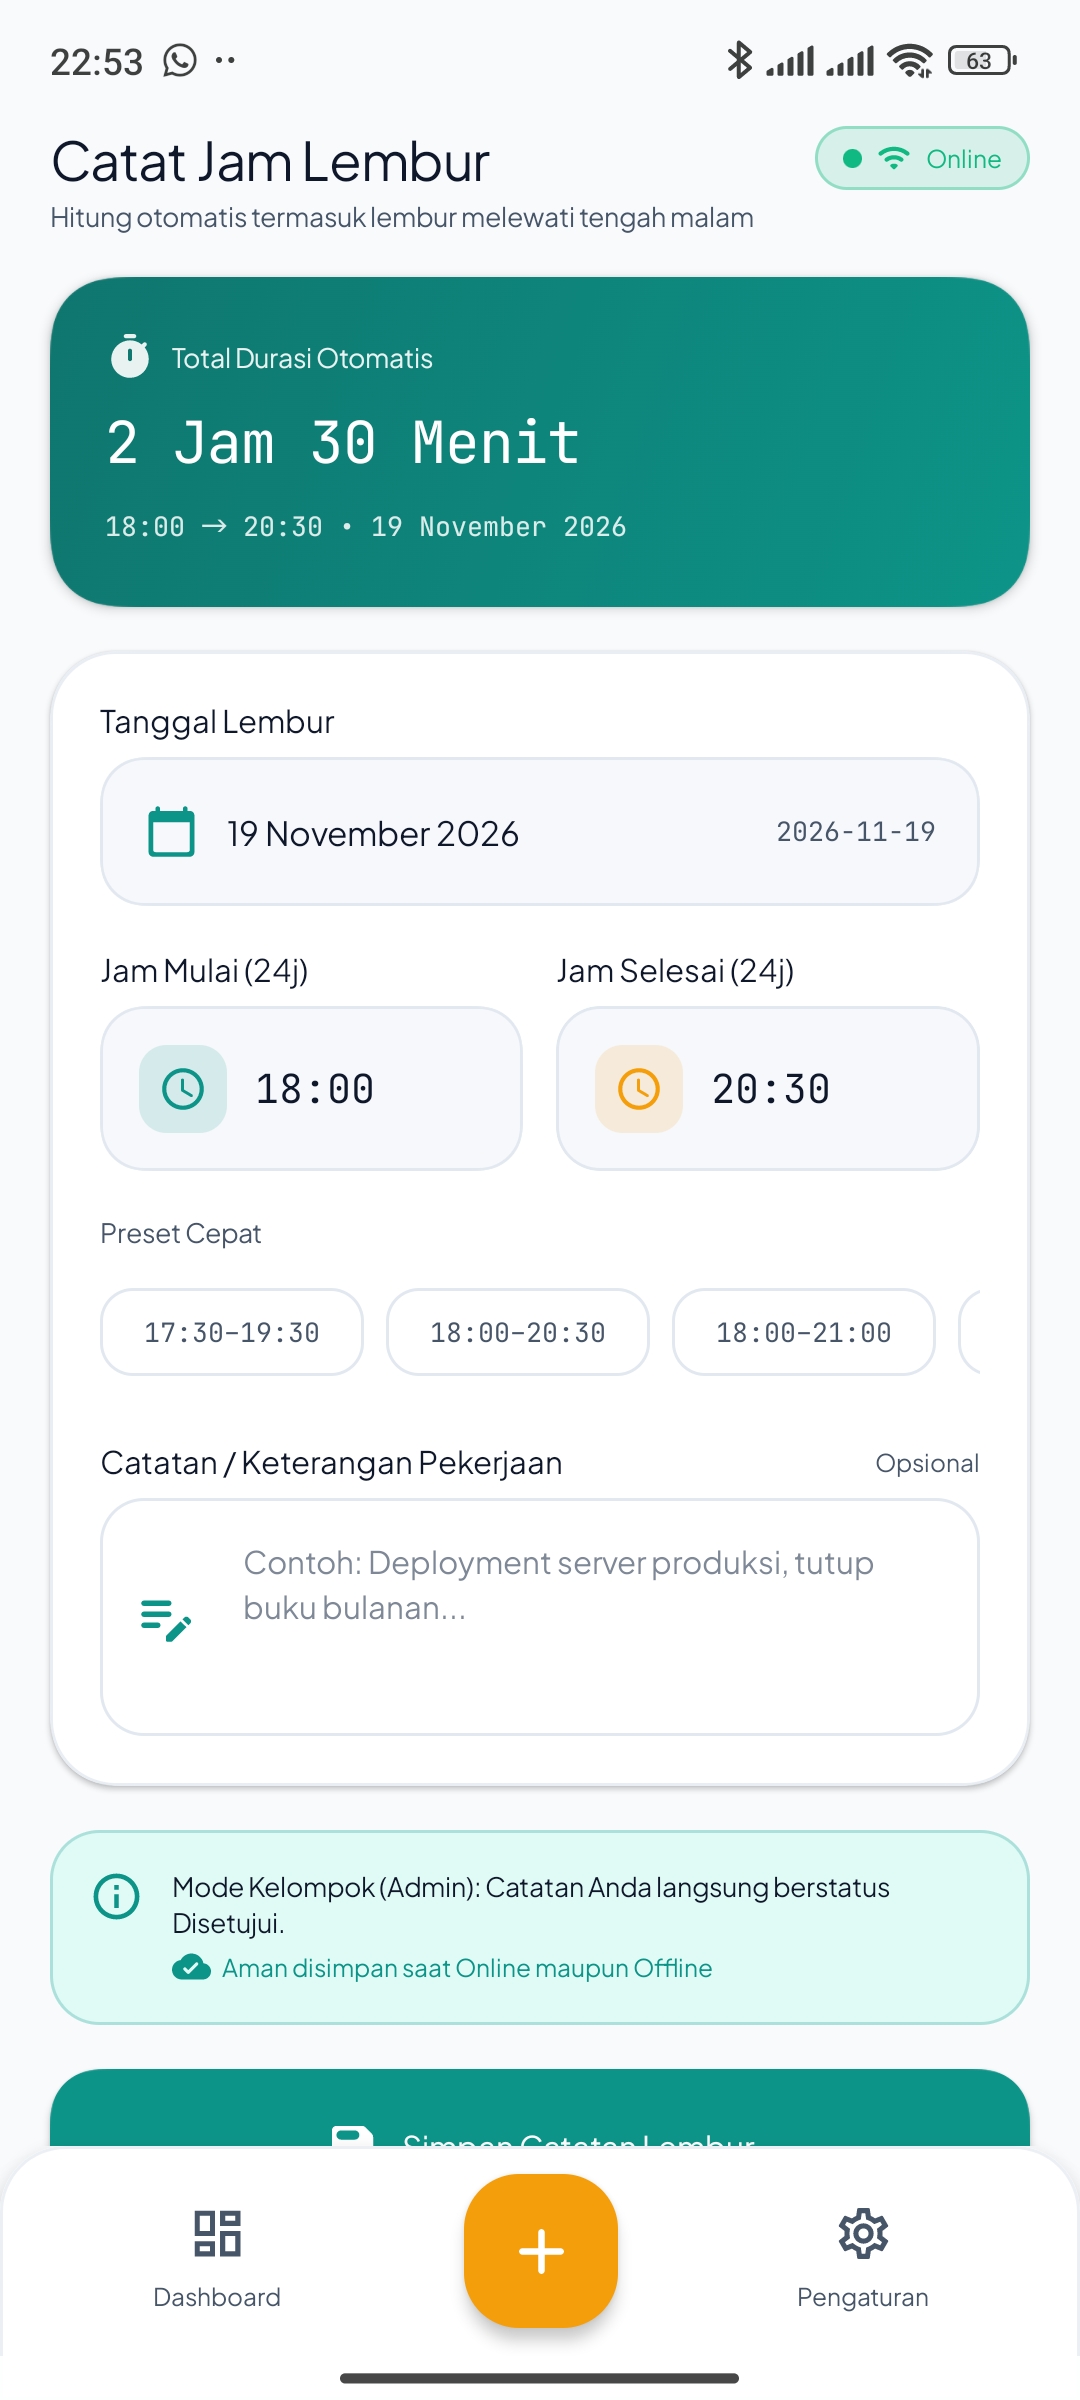 22:53
63
Catat Jam Lembur
Online
Hitung otomatis termasuk lembur melewati tengah malam
Total Durasi Otomatis
2 Jam 30 Menit
18:00 → 20:30 • 19 November 2026
Tanggal Lembur
19 November 2026
2026-11-19
Jam Mulai (24j)
Jam Selesai (24j)
18:00
20:30
Preset Cepat
17:30–19:30
18:00–20:30
18:00–21:00
Catatan / Keterangan Pekerjaan
Opsional
Contoh: Deployment server produksi, tutup
buku bulanan...
Mode Kelompok (Admin): Catatan Anda langsung berstatus
Disetujui.
Aman disimpan saat Online maupun Offline
Simpan Catatan Lembur
Dashboard
Pengaturan